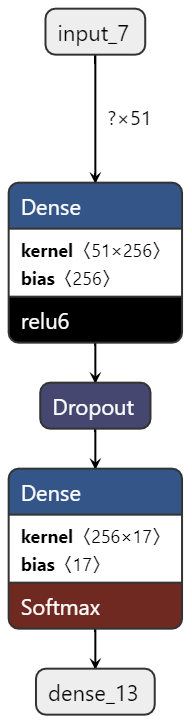 input_7
?×51
Dense
kernel〈51×256〉
bias〈256〉
relu6
Dropout
Dense
kernel〈256×17〉
bias〈17〉
Softmax
dense_13